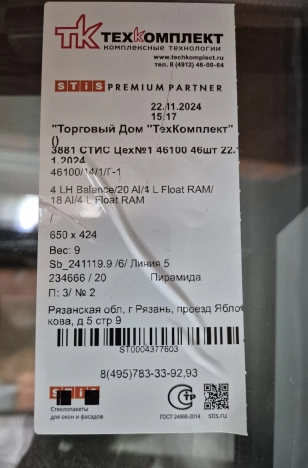 TK ТЕХКОМПЛЕКТ
КОМПЛЕКСНЫЕ ТЕХНОЛОГИИ
www.techkomplect.ru
тел. 8 (4912) 46-00-64
STiS PREMIUM PARTNER
22.11.2024
15:17
"Торговый Дом "ТехКомплект"
()
3881 СТИС Цех№1 46100 46шт 22.1
1.2024
46100/14/1/Г-1
4 LH Balance/20 Al/4 L Float RAM/
18 Al/4 L Float RAM
650 x 424
Вес: 9
Sb_241119.9 /6/ Линия 5
234666 / 20 Пирамида
П: 3/ № 2
Рязанская обл, г Рязань, проезд Ябло
кова, д 5 стр 9
ST0004377603
8(495)783-33-92,93
STiS
Стеклопакеты
для окон и фасадов
ГОСТ 24866-2014
stis.ru